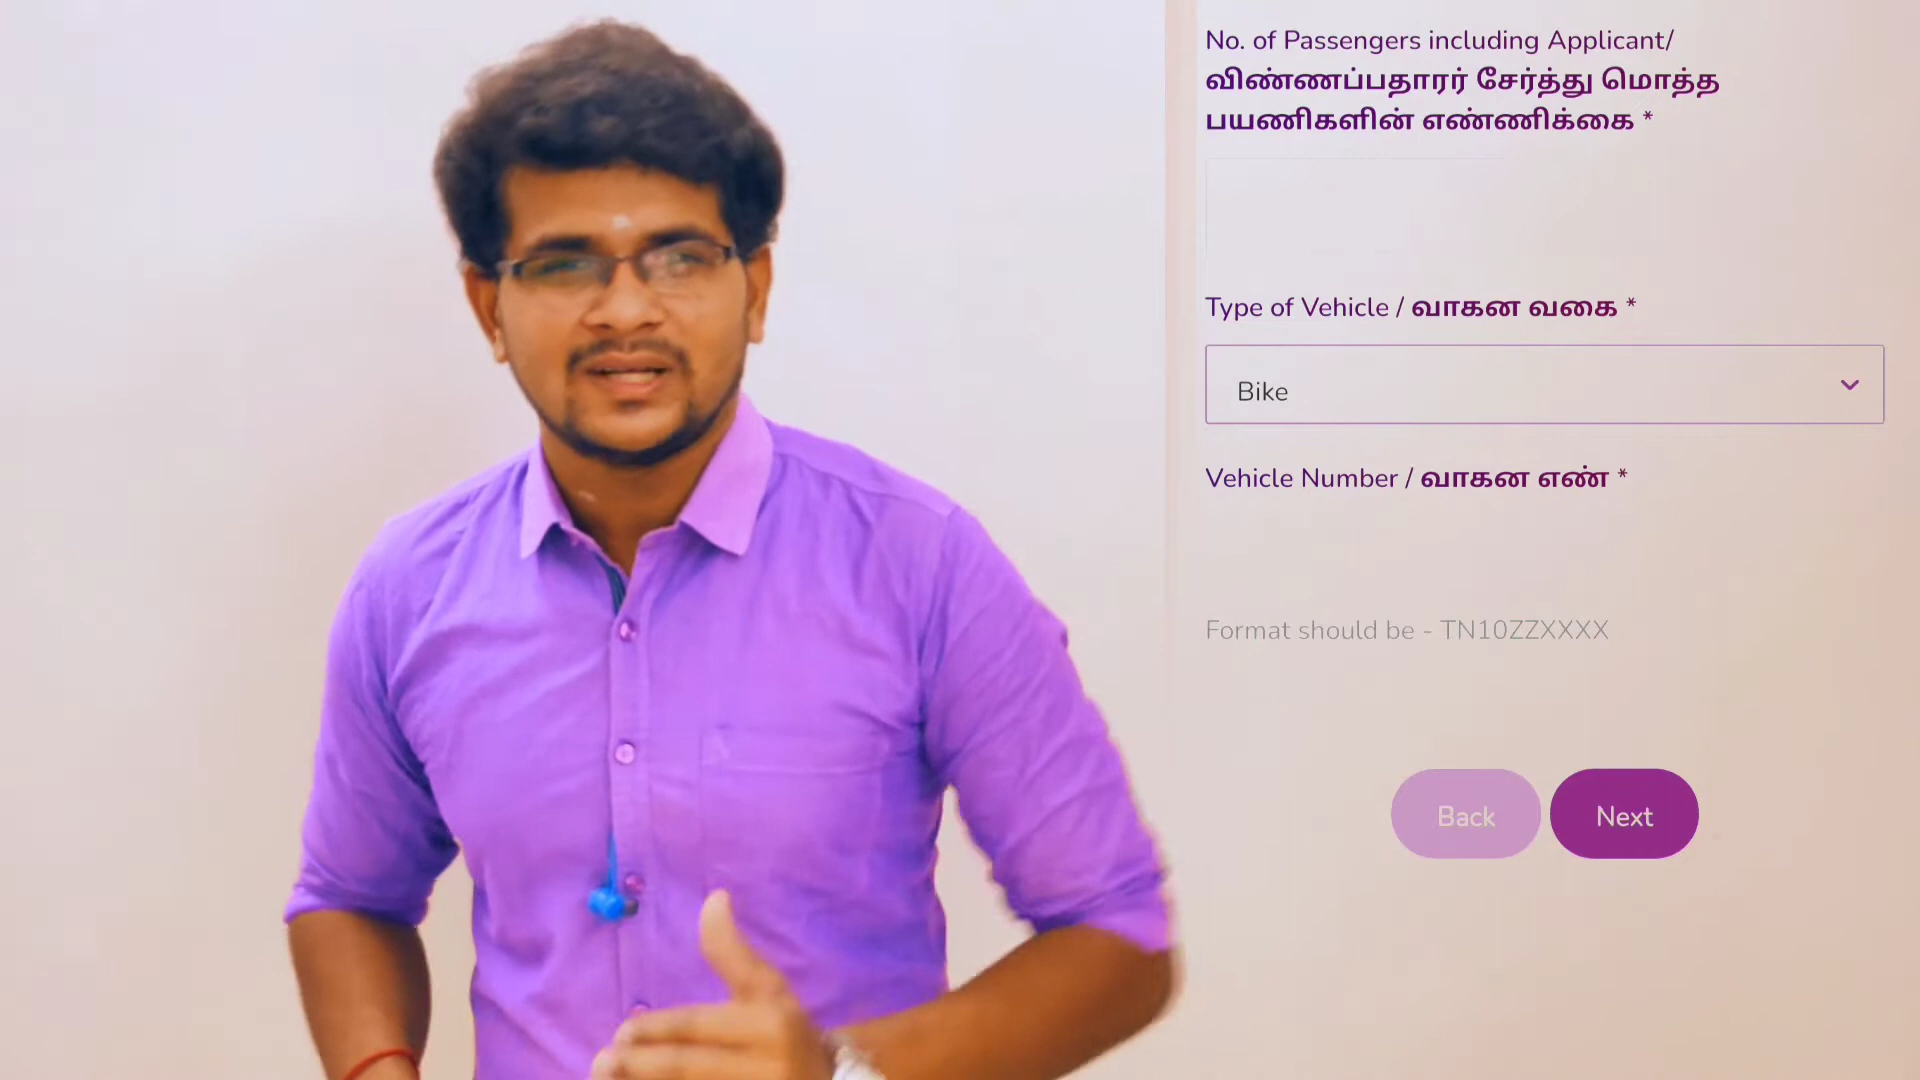 No. of Passengers including Applicant/
விண்ணப்பதாரர் சேர்த்து மொத்த
பயணிகளின் எண்ணிக்கை *
Type of Vehicle / வாகன வகை *
Bike
Vehicle Number / வாகன எண் *
Format should be - TN10ZZXXXX
Back Next